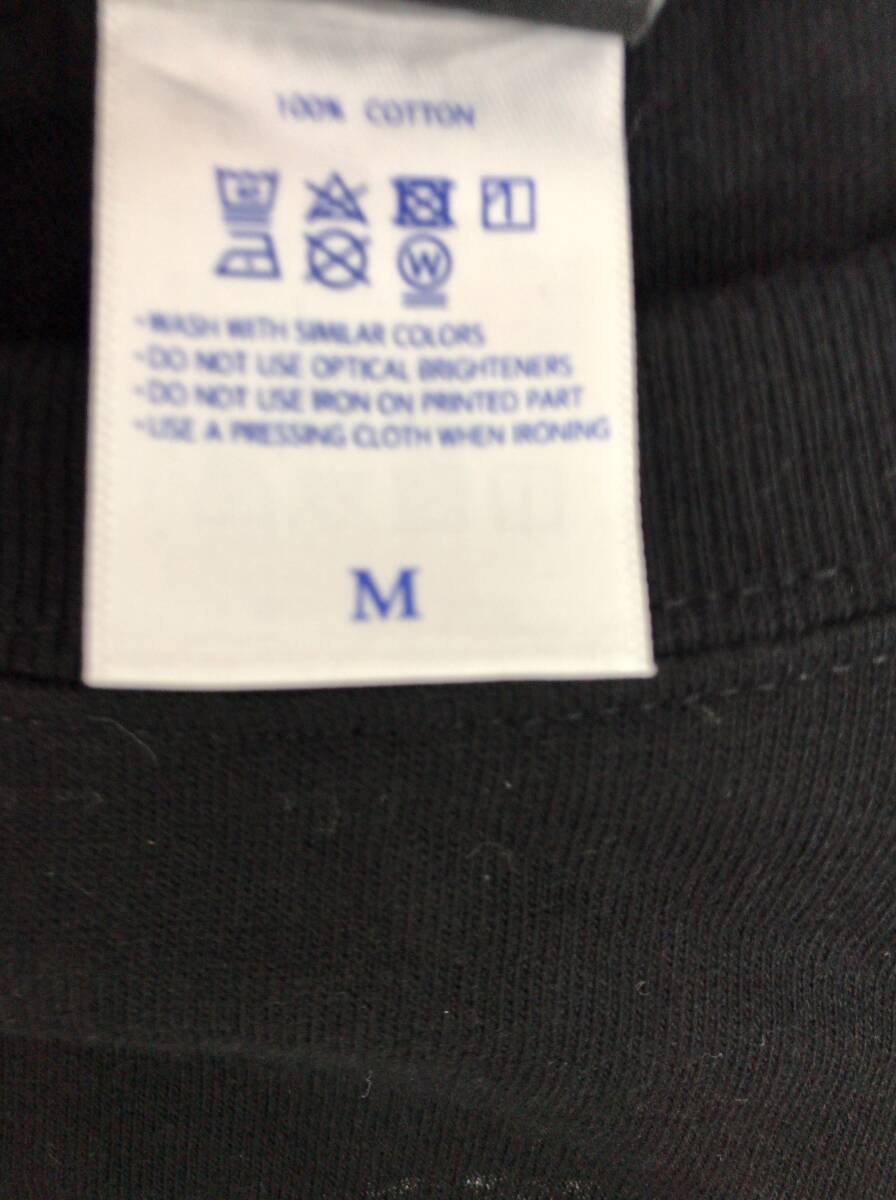 100% COTTON
W
•WASH WITH SIMILAR COLORS
•DO NOT USE OPTICAL BRIGHTENERS
•DO NOT USE IRON ON PRINTED PART
•USE A PRESSING CLOTH WHEN IRONING
M